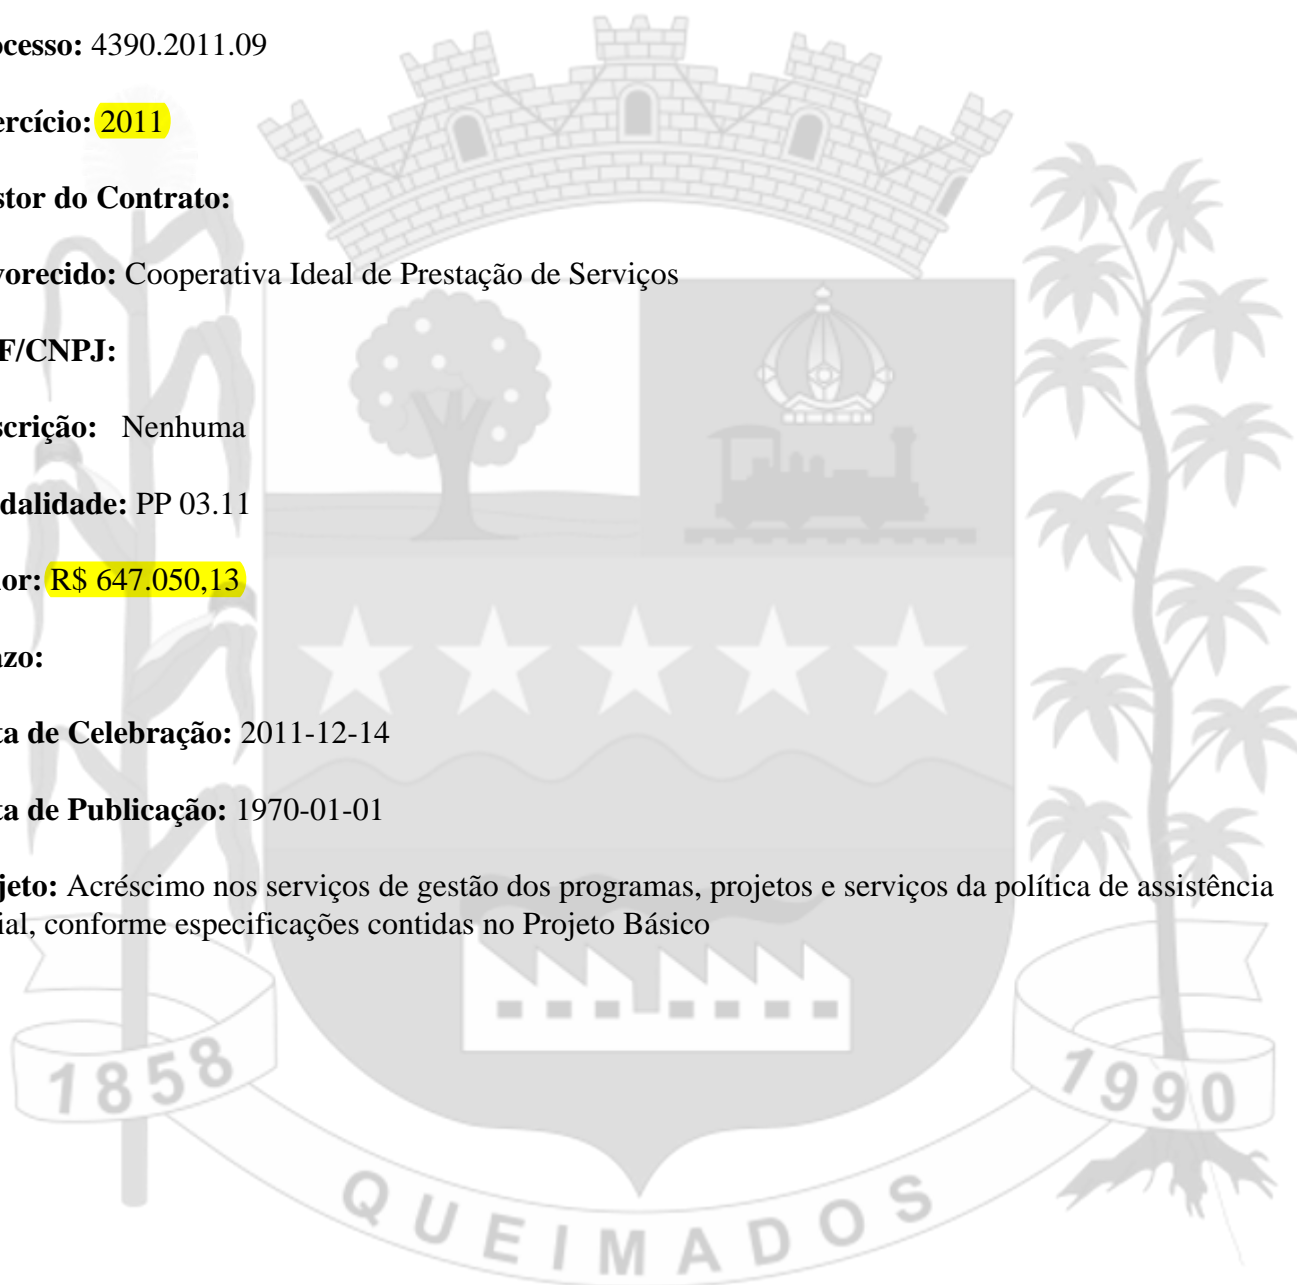 ocesso: 4390.2011.09
ercício: 2011
stor do Contrato:
vorecido: Cooperativa Ideal de Prestação de Serviços
F/CNPJ:
scrição: Nenhuma
dalidade: PP 03.11
lor: R$ 647.050,13
azo:
ta de Celebração: 2011-12-14
ta de Publicação: 1970-01-01
jeto: Acréscimo nos serviços de gestão dos programas, projetos e serviços da política de assistência
ial, conforme especificações contidas no Projeto Básico
1858
1990
QUEIMADOS